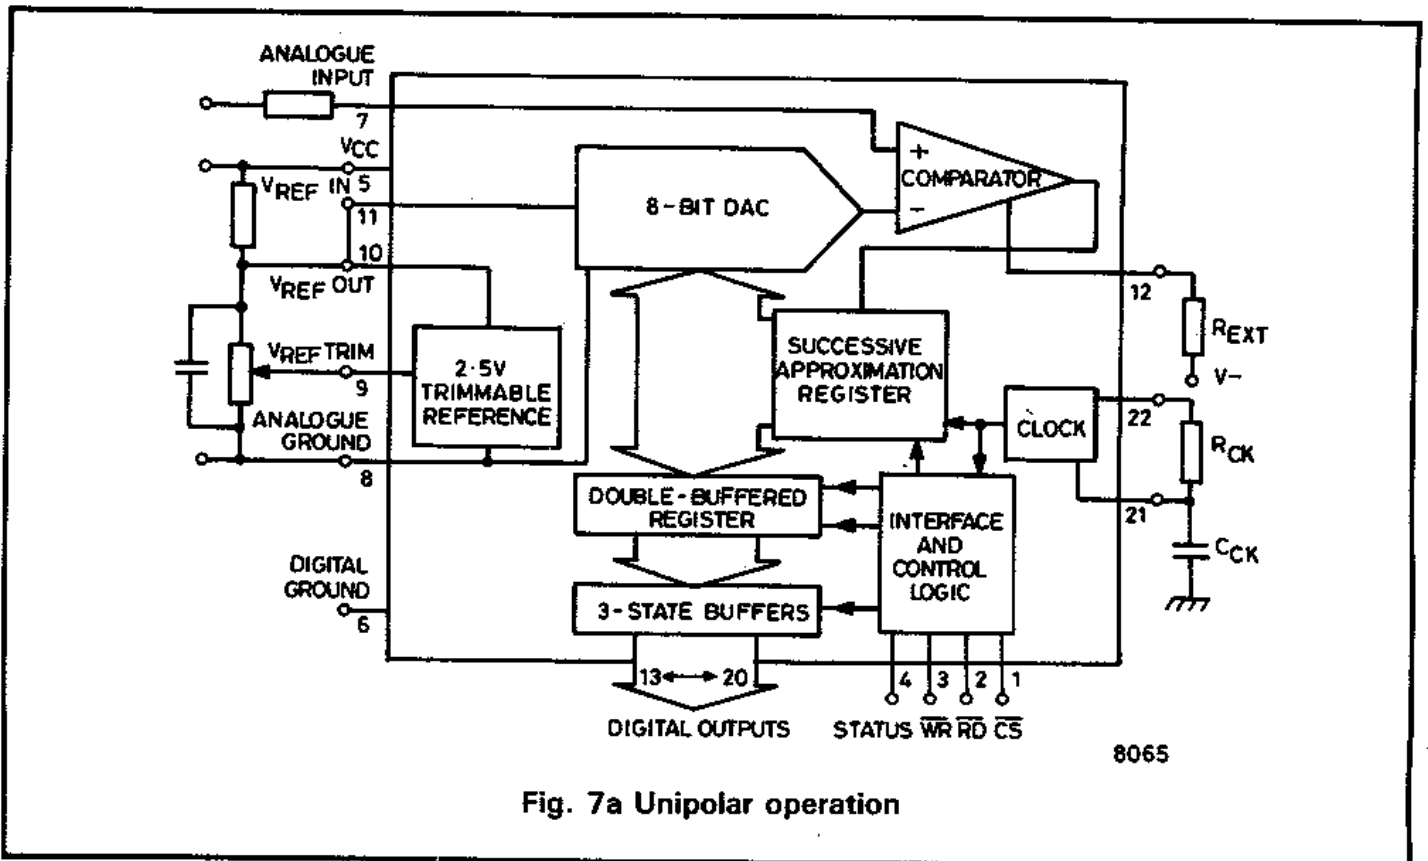 ANALOGUE
INPUT
7
VCC
VREF IN 5
11
10
VREF OUT
VREF TRIM
9
ANALOGUE
GROUND
8
DIGITAL
GROUND
6
8-BIT DAC
+
COMPARATOR
-
2·5V
TRIMMABLE
REFERENCE
SUCCESSIVE
APPROXIMATION
REGISTER
CLOCK
12
REXT
V-
22
RCK
21
CCK
DOUBLE-BUFFERED
REGISTER
INTERFACE
AND
CONTROL
LOGIC
3-STATE BUFFERS
13 ↔ 20
4 3 2 1
DIGITAL OUTPUTS
STATUS W̅R̅ R̅D̅ C̅S̅
8065
Fig. 7a Unipolar operation